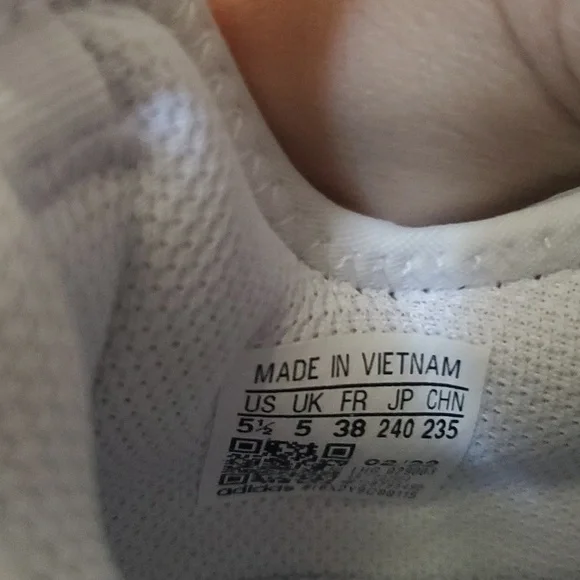 MADE IN VIETNAM
US UK FR JP CHN
5½ 5 38 240 235
adidas